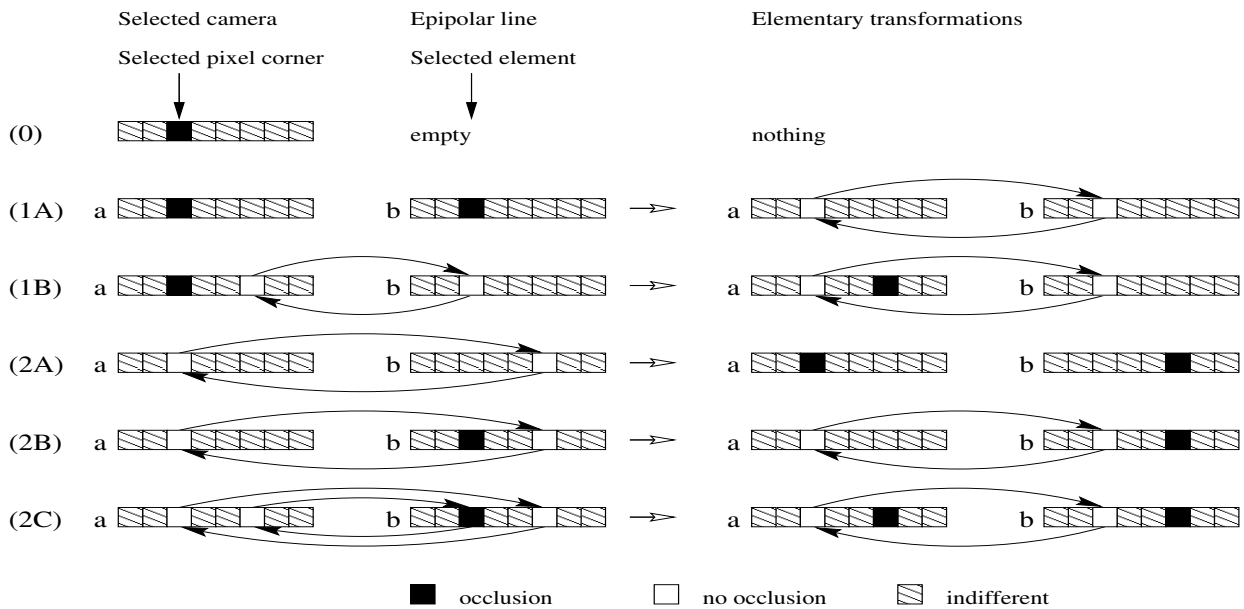 Selected camera Epipolar line Elementary transformations
Selected pixel corner Selected element
(0) empty nothing
(1A) a b a b
(1B) a b a b
(2A) a b a b
(2B) a b a b
(2C) a b a b
occlusion no occlusion indifferent